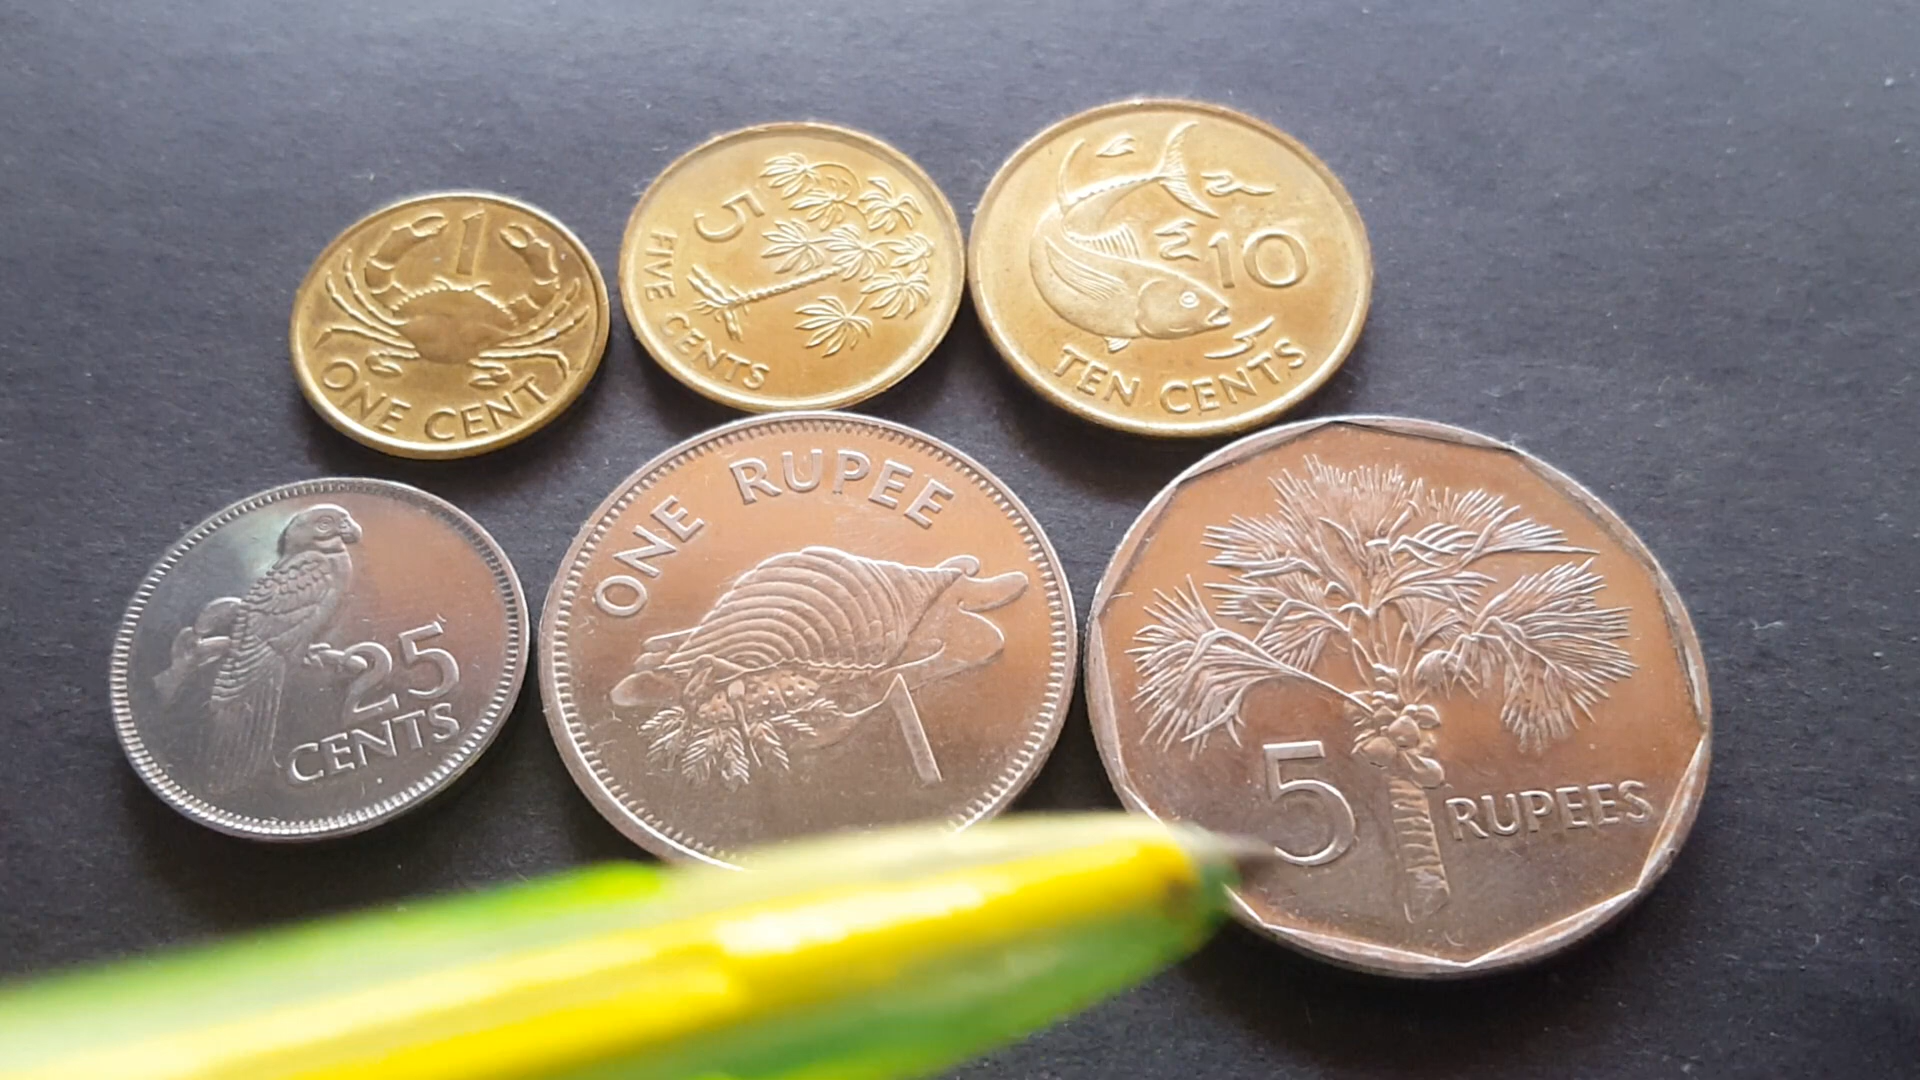 1
ONE CENT
5
FIVE CENTS
10
TEN CENTS
25
CENTS
ONE RUPEE
1
5
RUPEES